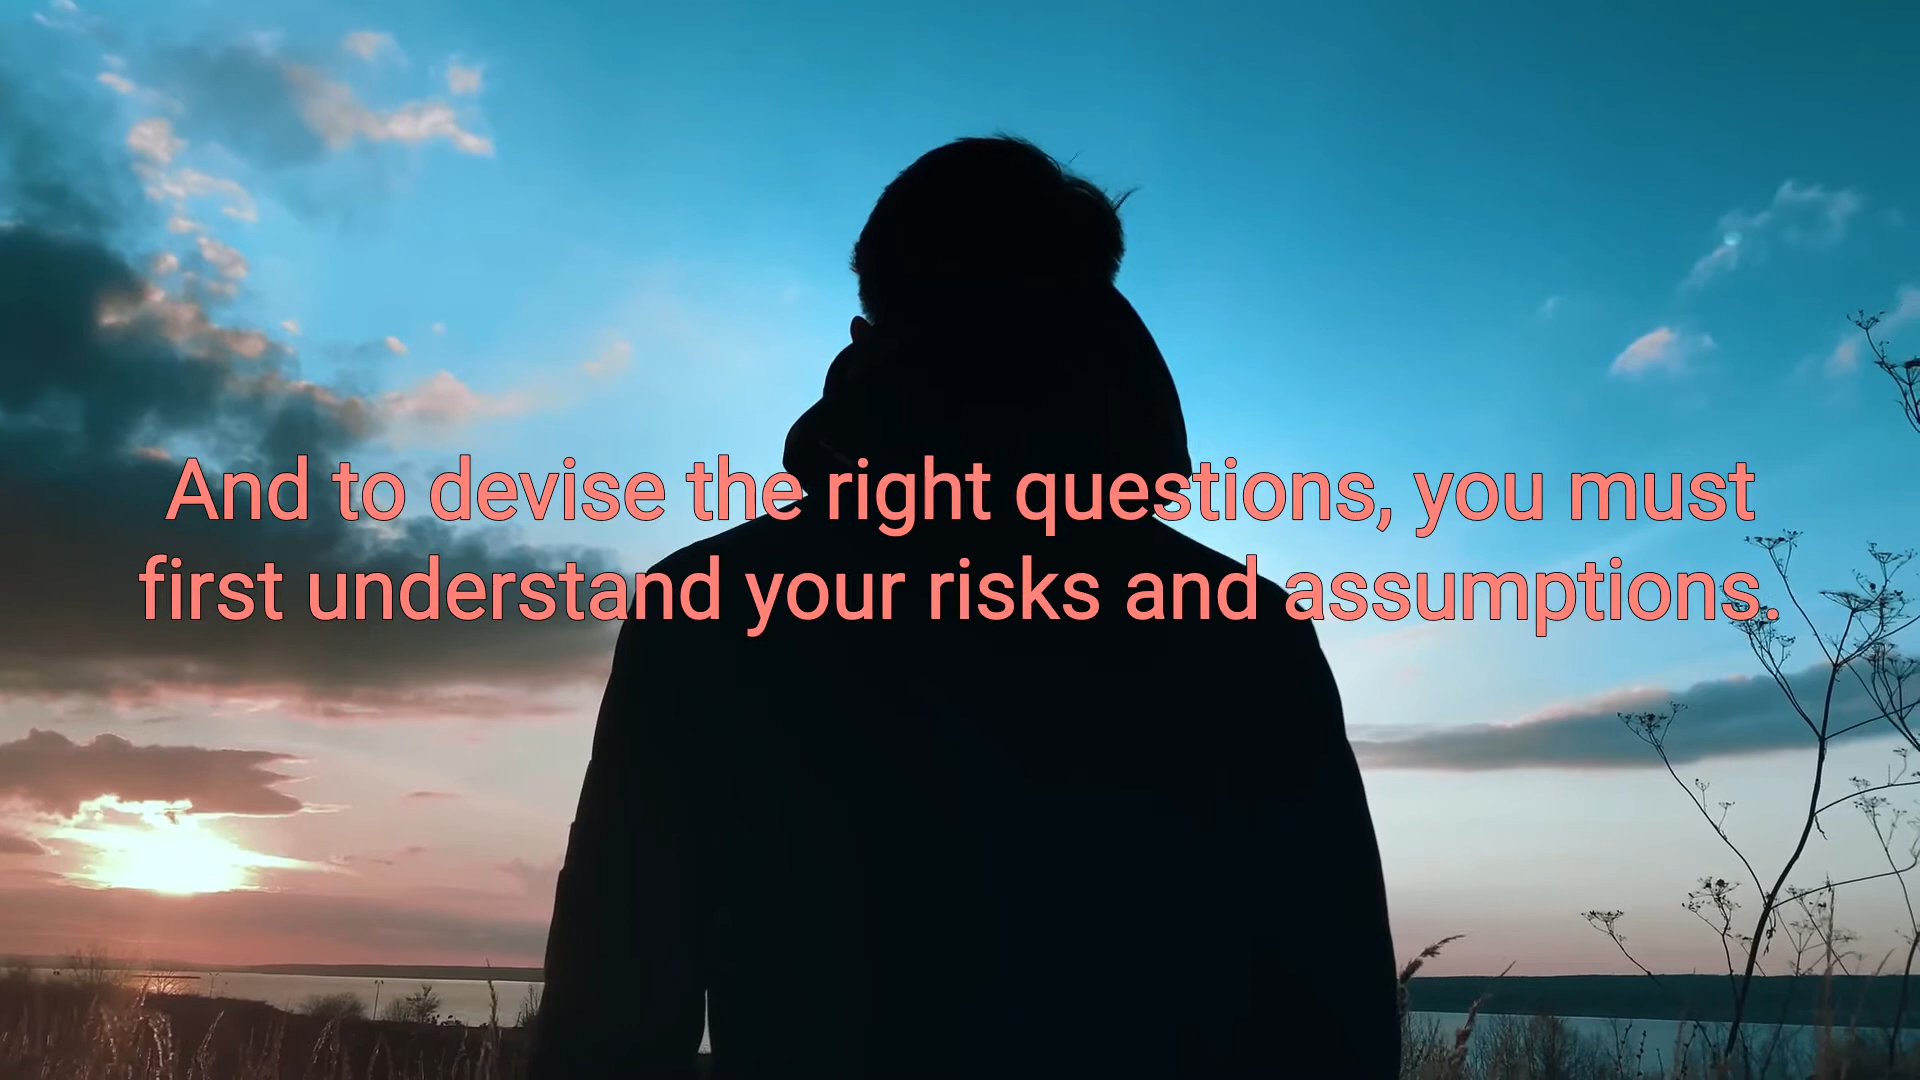 And to devise the right questions, you must
first understand your risks and assumptions.